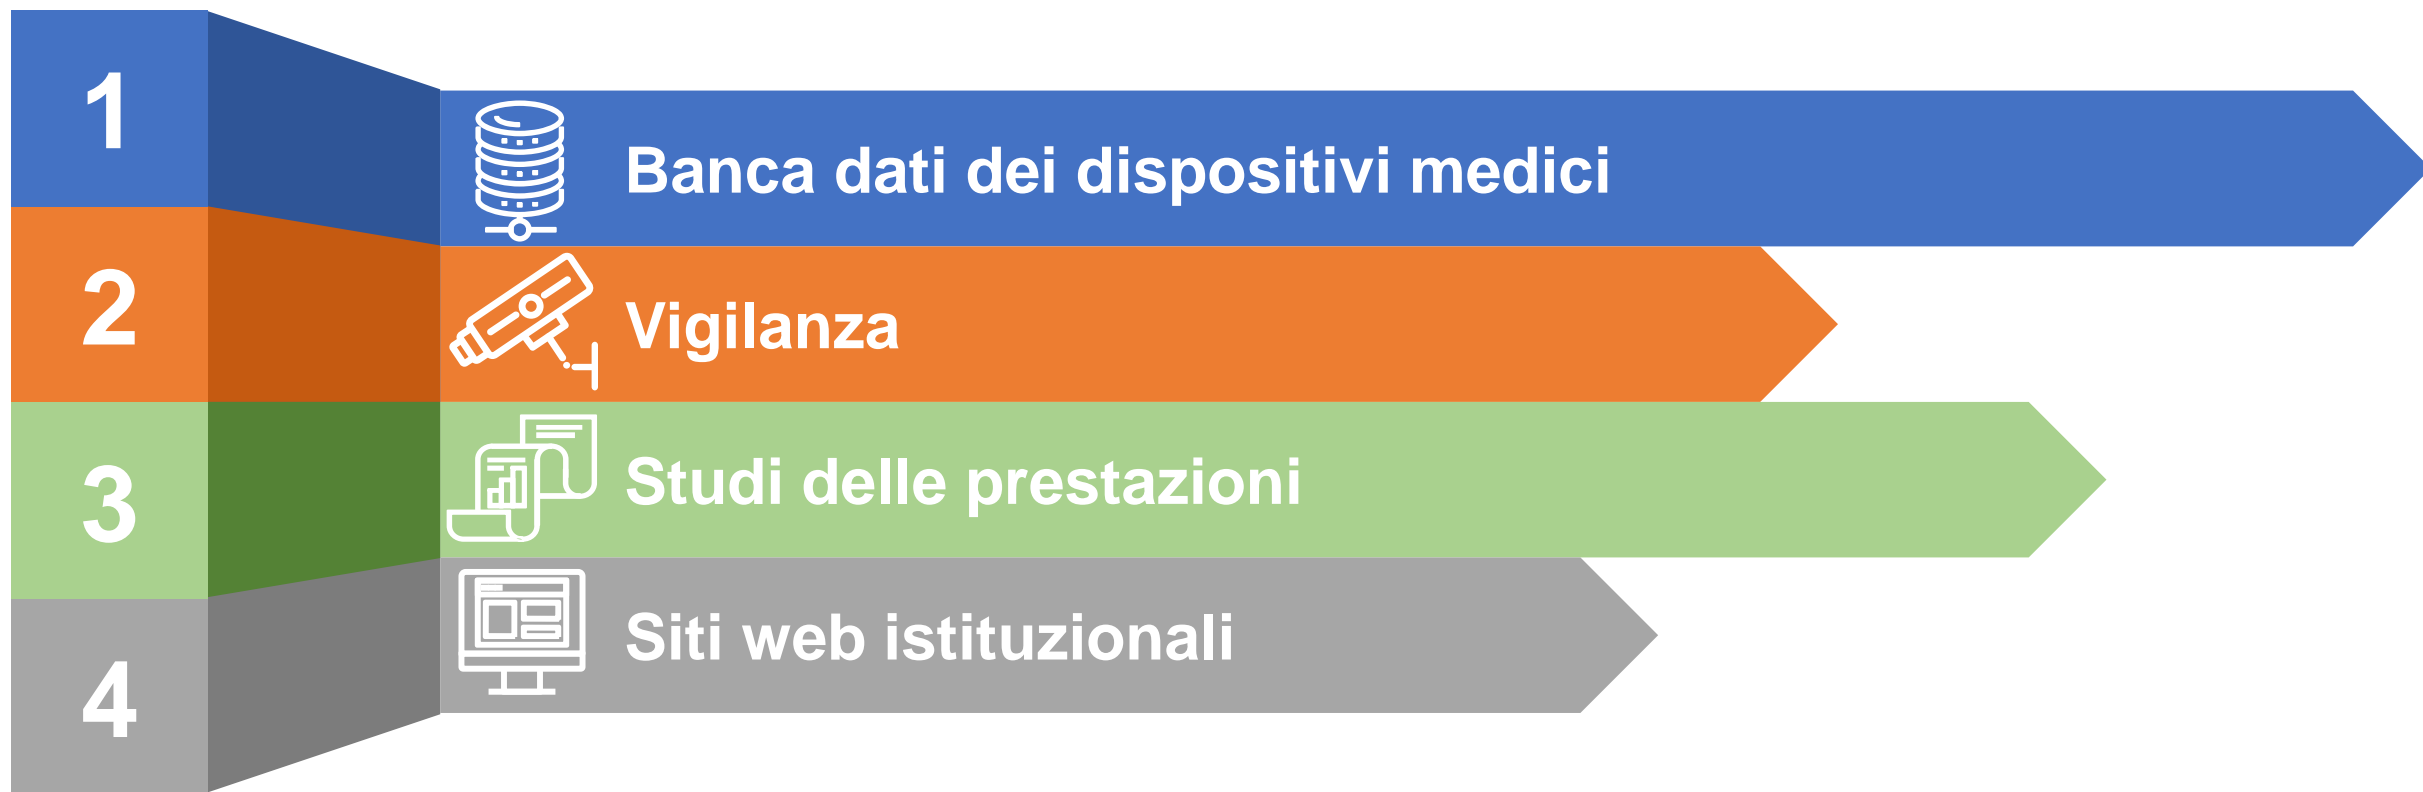 1
Banca dati dei dispositivi medici
2
Vigilanza
3
Studi delle prestazioni
4
Siti web istituzionali